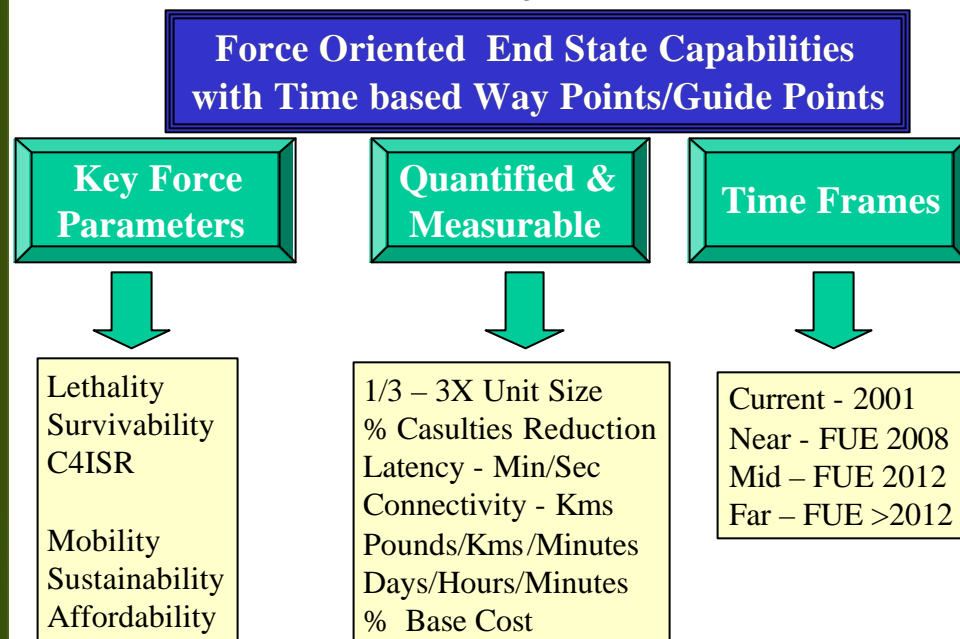 Force Oriented End State Capabilities
with Time based Way Points/Guide Points
Key Force
Parameters
Quantified &
Measurable
Time Frames
Lethality
Survivability
C4ISR
Mobility
Sustainability
Affordability
1/3 – 3X Unit Size
% Casulties Reduction
Latency - Min/Sec
Connectivity - Kms
Pounds/Kms/Minutes
Days/Hours/Minutes
% Base Cost
Current - 2001
Near - FUE 2008
Mid – FUE 2012
Far – FUE >2012